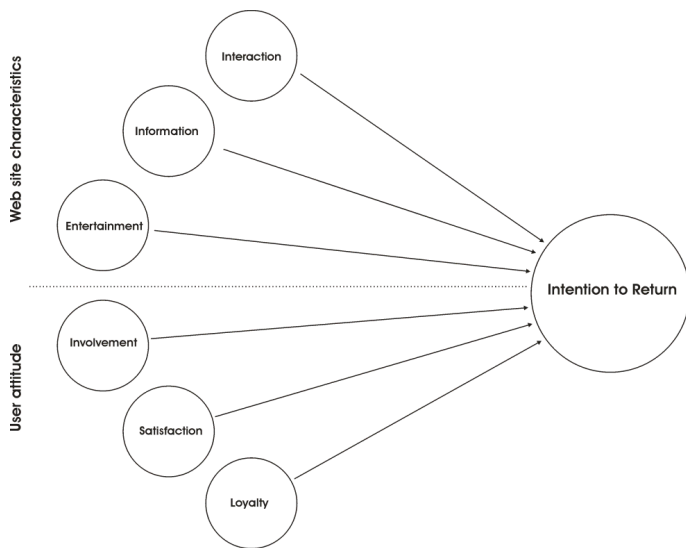 Web site characteristics
Interaction
Information
Entertainment
Intention to Return
User attitude
Involvement
Satisfaction
Loyalty